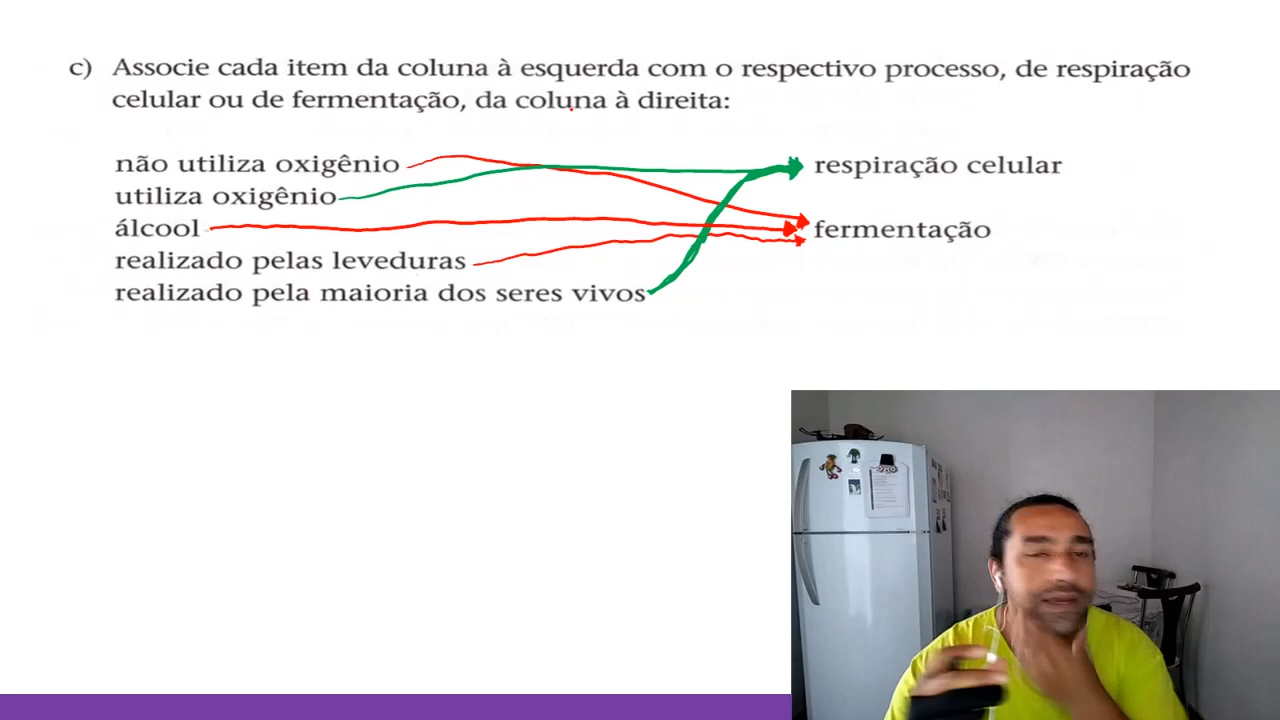 c) Associe cada item da coluna à esquerda com o respectivo processo, de respiração
celular ou de fermentação, da coluna à direita:
não utiliza oxigênio
utiliza oxigênio
álcool
realizado pelas leveduras
realizado pela maioria dos seres vivos
respiração celular
fermentação